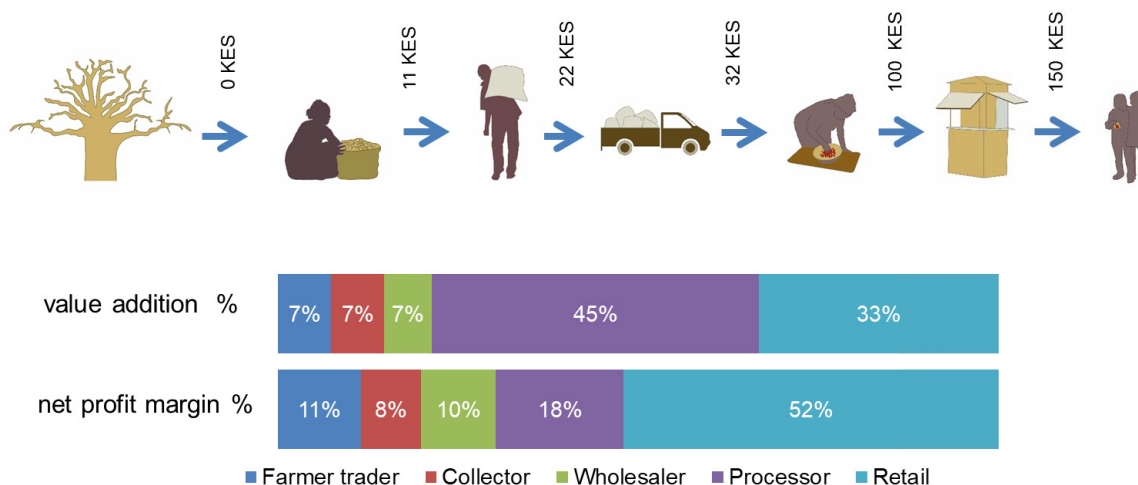 0 KES
11 KES
22 KES
32 KES
100 KES
150 KES
value addition %
7%
7%
7%
45%
33%
net profit margin %
11%
8%
10%
18%
52%
Farmer trader
Collector
Wholesaler
Processor
Retail